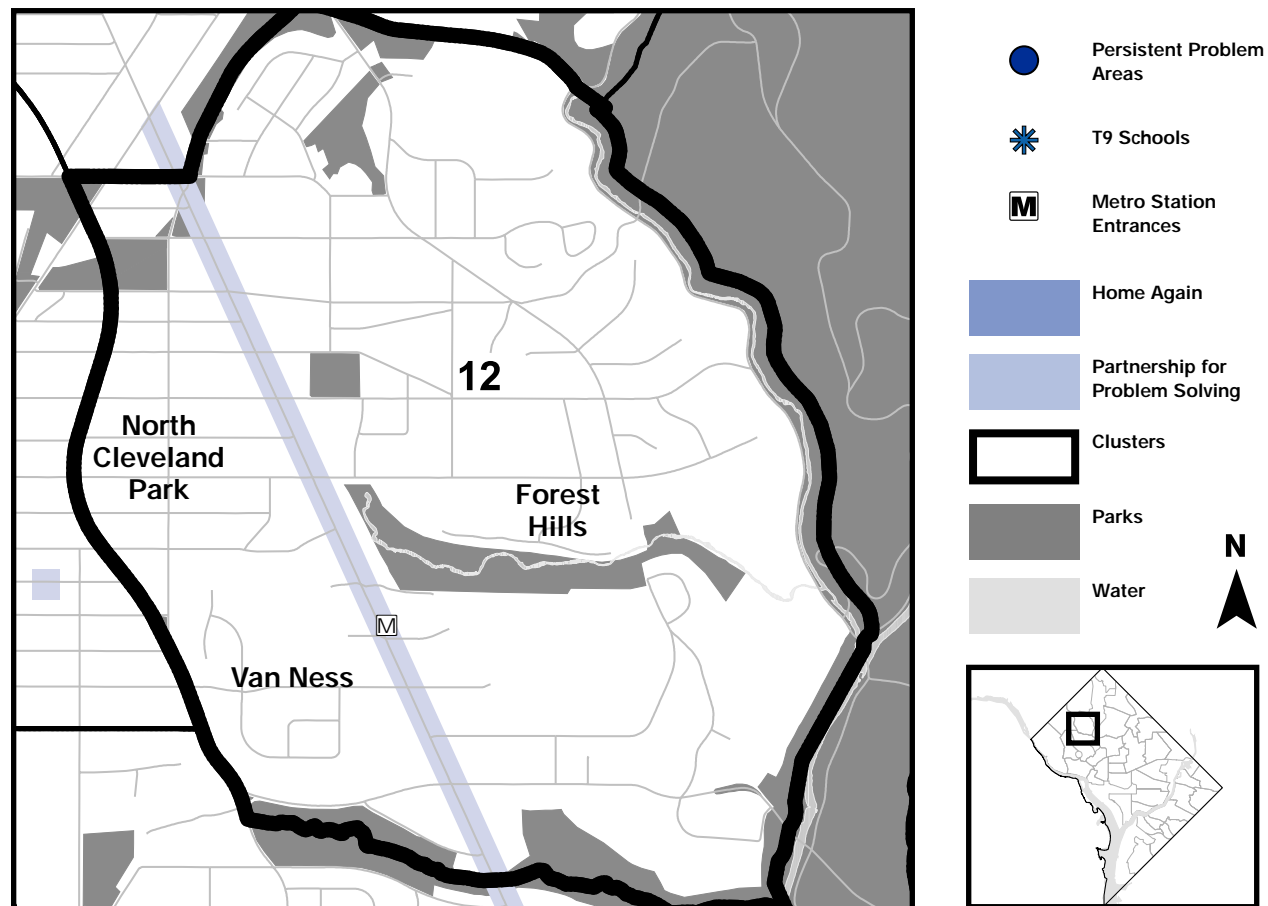 12
North
Cleveland
Park
Forest
Hills
M
Van Ness
Persistent Problem
Areas
T9 Schools
M
Metro Station
Entrances
Home Again
Partnership for
Problem Solving
Clusters
Parks
N
Water